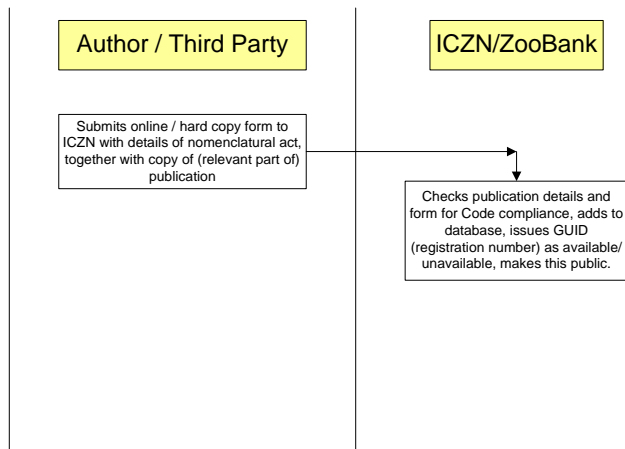 Author / Third Party
ICZN/ZooBank
Submits online / hard copy form to
ICZN with details of nomenclatural act,
together with copy of (relevant part of)
publication
Checks publication details and
form for Code compliance, adds to
database, issues GUID
(registration number) as available/
unavailable, makes this public.